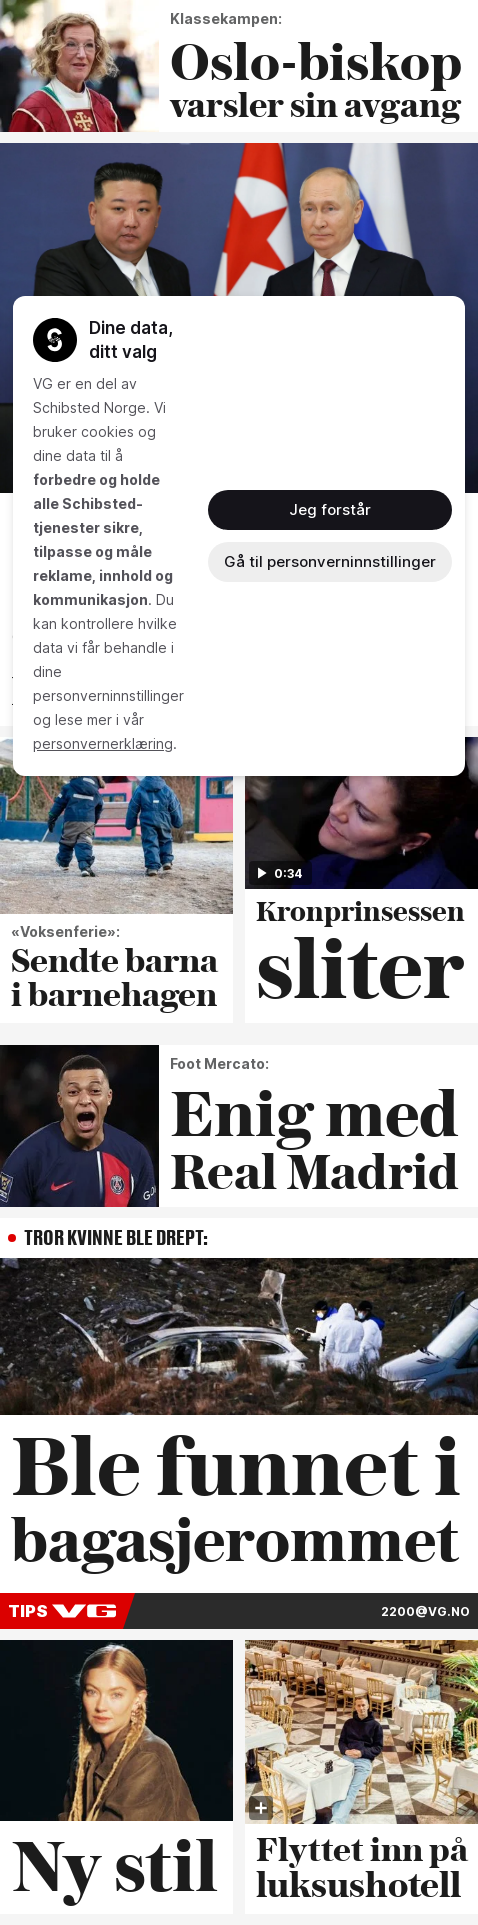 Klassekampen:
Oslo-biskop
varsler sin avgang
Dine data,
ditt valg
VG er en del av
Schibsted Norge. Vi
bruker cookies og
dine data til å
forbedre og holde
alle Schibsted-
tjenester sikre,
tilpasse og måle
reklame, innhold og
kommunikasjon. Du
kan kontrollere hvilke
data vi får behandle i
dine
personverninnstillinger
og lese mer i vår
personvernerklæring.
Jeg forstår
Gå til personverninnstillinger
0:34
«Voksenferie»:
Sendte barna
i barnehagen
Kronprinsessen
sliter
Foot Mercato:
Enig med
Real Madrid
TROR KVINNE BLE DREPT:
Ble funnet i
bagasjerommet
TIPS VG
2200@VG.NO
Ny stil
Flyttet inn på
luksushotell